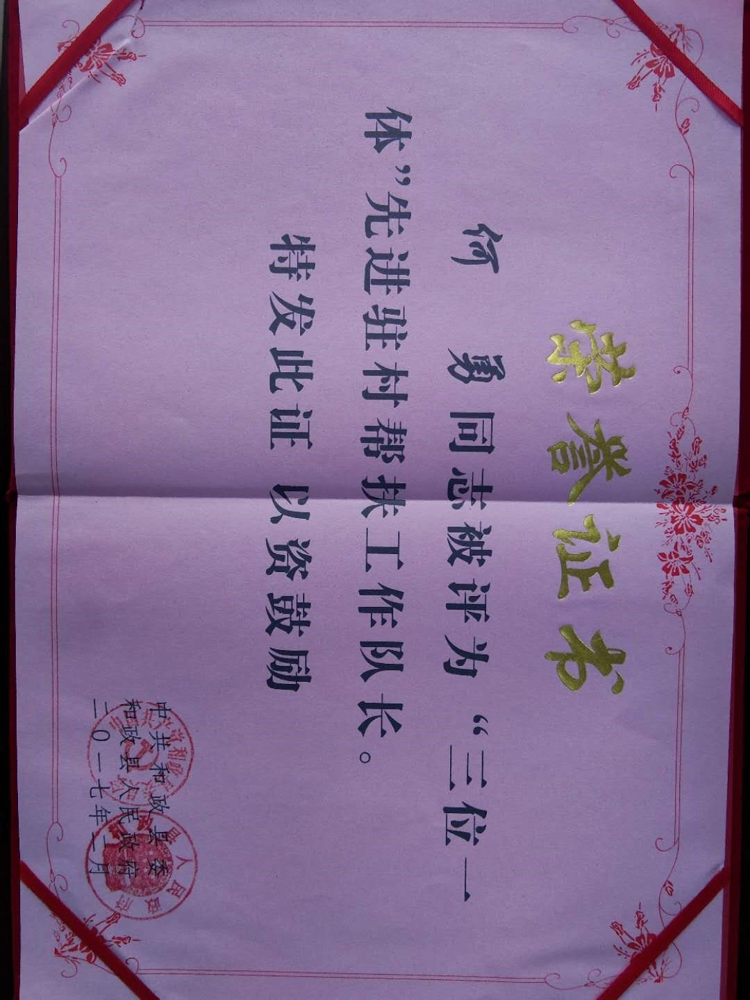 荣誉证书
何 勇同志被评为 “三位一
体”先进驻村帮扶工作队长。
特发此证 以资鼓励
中共和政县委
和政县人民政府
二0一七年二月